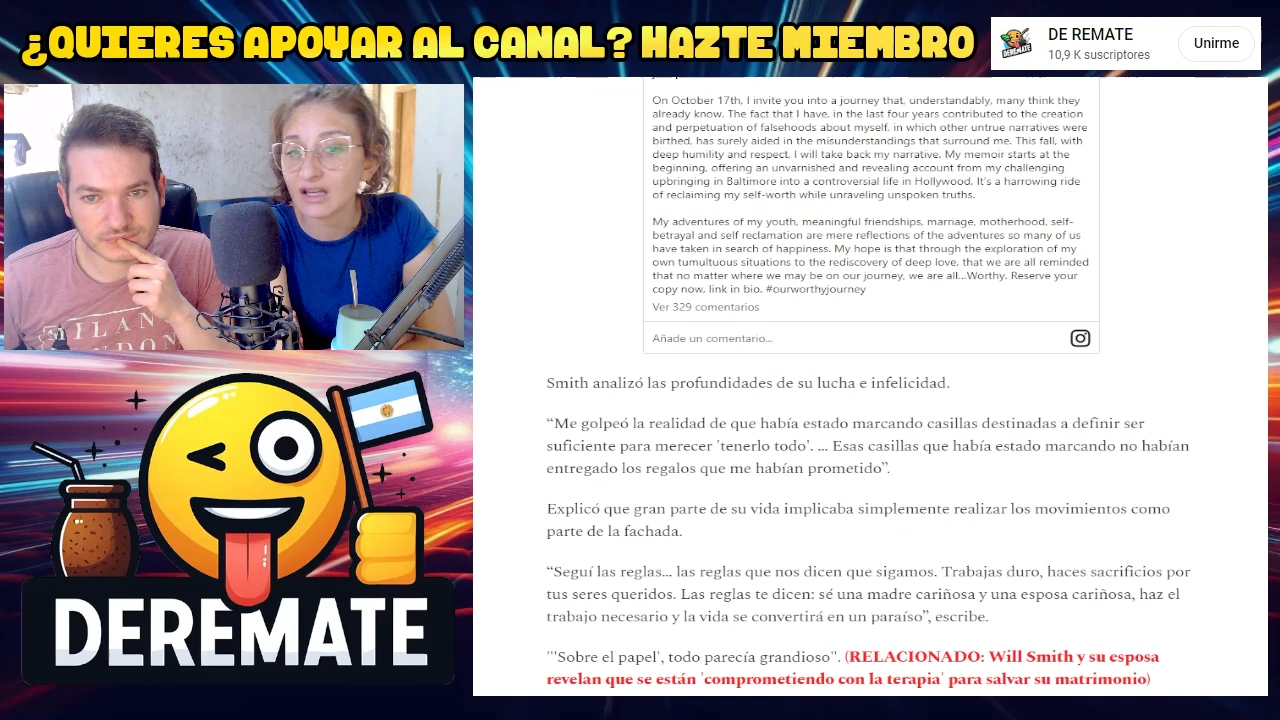 ¿QUIERES APOYAR AL CANAL? HAZTE MIEMBRO
DE REMATE
10,9 K suscriptores
Unirme
DEREMATE
On October 17th, I invite you into a journey that, understandably, many think they
already know. The fact that I have, in the last four years contributed to the creation
and perpetuation of falsehoods about myself, in which other untrue narratives were
birthed, has surely aided in the misunderstandings that surround me. This fall, with
deep humility and respect, I will take back my narrative. My memoir starts at the
beginning, offering an unvarnished and revealing account from my challenging
upbringing in Baltimore into a controversial life in Hollywood. It's a harrowing ride
of reclaiming my self-worth while unraveling unspoken truths.
My adventures of my youth, meaningful friendships, marriage, motherhood, self-
betrayal and self reclamation are mere reflections of the adventures so many of us
have taken in search of happiness. My hope is that through the exploration of my
own tumultuous situations to the rediscovery of deep love, that we are all reminded
that no matter where we may be on our journey, we are all...Worthy. Reserve your
copy now, link in bio. #ourworthyjourney
Ver 329 comentarios
Añade un comentario...
Smith analizó las profundidades de su lucha e infelicidad.
“Me golpeó la realidad de que había estado marcando casillas destinadas a definir ser
suficiente para merecer 'tenerlo todo'. ... Esas casillas que había estado marcando no habían
entregado los regalos que me habían prometido”.
Explicó que gran parte de su vida implicaba simplemente realizar los movimientos como
parte de la fachada.
“Seguí las reglas... las reglas que nos dicen que sigamos. Trabajas duro, haces sacrificios por
tus seres queridos. Las reglas te dicen: sé una madre cariñosa y una esposa cariñosa, haz el
trabajo necesario y la vida se convertirá en un paraíso”, escribe.
"'Sobre el papel', todo parecía grandioso". (RELACIONADO: Will Smith y su esposa
revelan que se están 'comprometiendo con la terapia' para salvar su matrimonio)
DEREMATE